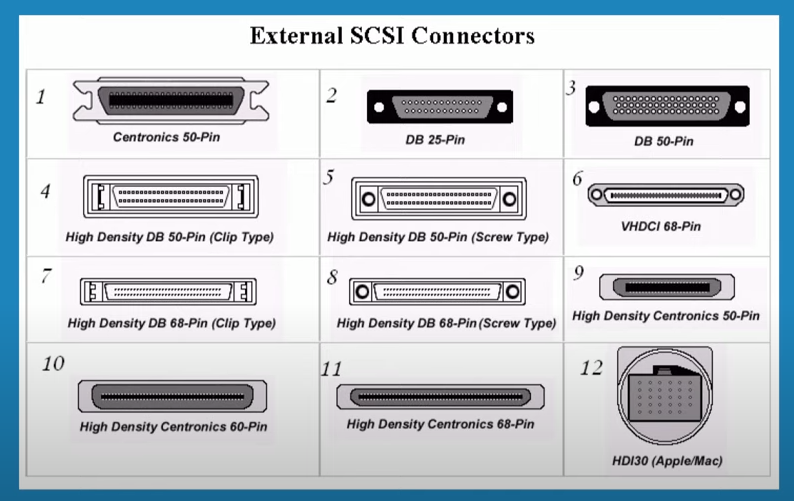 External SCSI Connectors
1
Centronics 50-Pin
2
DB 25-Pin
3
DB 50-Pin
4
High Density DB 50-Pin (Clip Type)
5
High Density DB 50-Pin (Screw Type)
6
VHDCI 68-Pin
7
High Density DB 68-Pin (Clip Type)
8
High Density DB 68-Pin (Screw Type)
9
High Density Centronics 50-Pin
10
High Density Centronics 60-Pin
11
High Density Centronics 68-Pin
12
HDI30 (Apple/Mac)